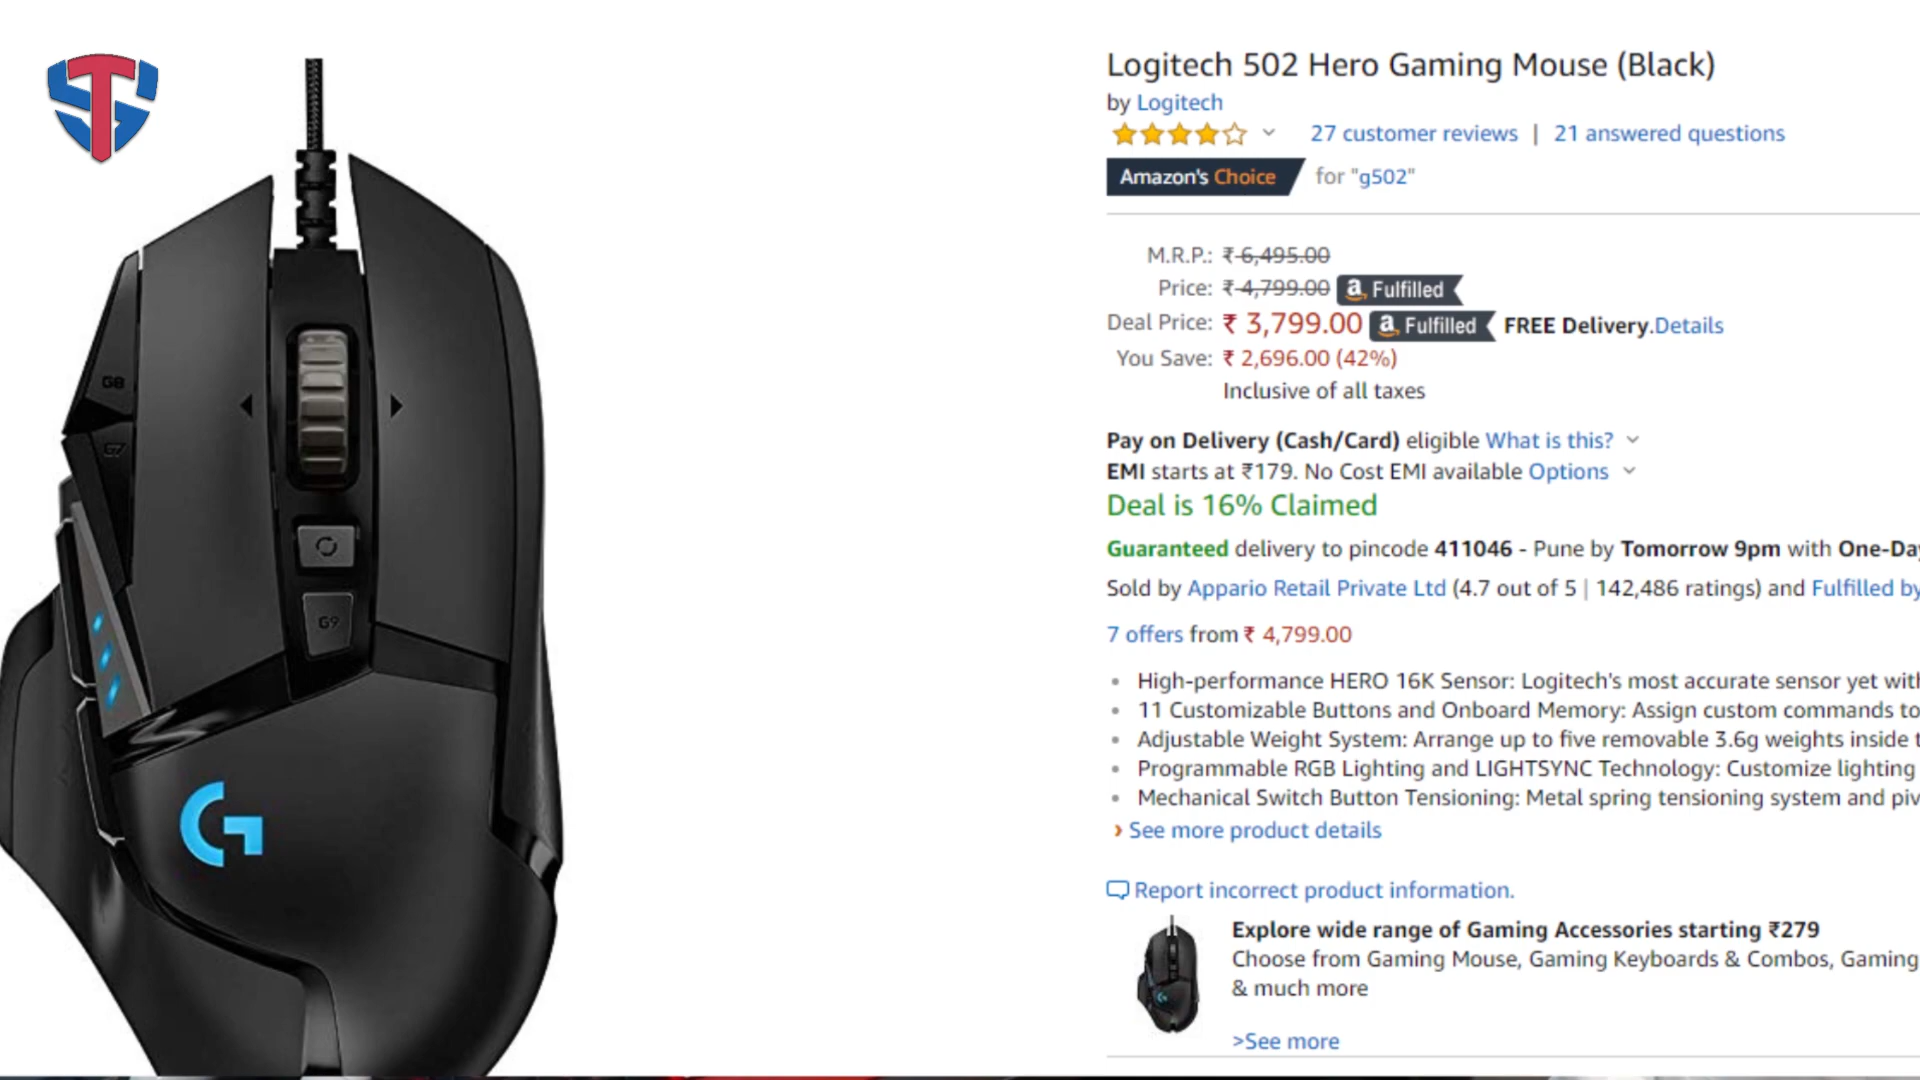 Logitech 502 Hero Gaming Mouse (Black)
by Logitech
27 customer reviews | 21 answered questions
Amazon's Choice for "g502"
M.R.P.: ₹ 6,495.00
Price: ₹ 4,799.00 a Fulfilled
Deal Price: ₹ 3,799.00 a Fulfilled FREE Delivery.Details
You Save: ₹ 2,696.00 (42%)
Inclusive of all taxes
Pay on Delivery (Cash/Card) eligible What is this?
EMI starts at ₹179. No Cost EMI available Options
Deal is 16% Claimed
Guaranteed delivery to pincode 411046 - Pune by Tomorrow 9pm with One-Da
Sold by Appario Retail Private Ltd (4.7 out of 5 | 142,486 ratings) and Fulfilled by
7 offers from ₹ 4,799.00
High-performance HERO 16K Sensor: Logitech's most accurate sensor yet with
11 Customizable Buttons and Onboard Memory: Assign custom commands to
Adjustable Weight System: Arrange up to five removable 3.6g weights inside t
Programmable RGB Lighting and LIGHTSYNC Technology: Customize lighting
Mechanical Switch Button Tensioning: Metal spring tensioning system and piv
› See more product details
Report incorrect product information.
Explore wide range of Gaming Accessories starting ₹279
Choose from Gaming Mouse, Gaming Keyboards & Combos, Gaming
& much more
>See more
G8
G7
G9
G